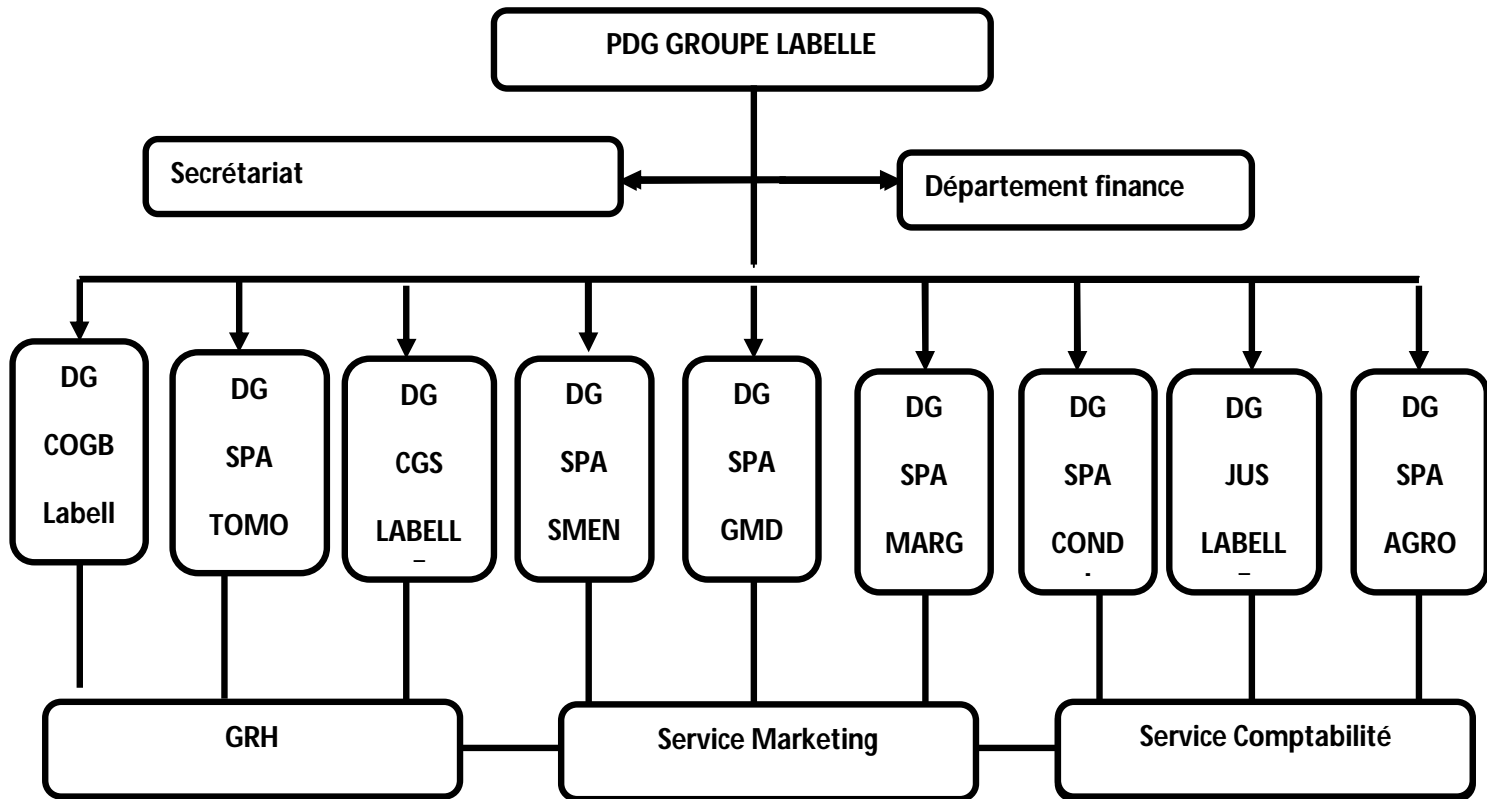 PDG GROUPE LABELLE
Secrétariat
Département finance
DG
COGB
Labell
DG
SPA
TOMO
DG
CGS
LABELL
DG
SPA
SMEN
DG
SPA
GMD
DG
SPA
MARG
DG
SPA
COND
DG
JUS
LABELL
DG
SPA
AGRO
GRH
Service Marketing
Service Comptabilité